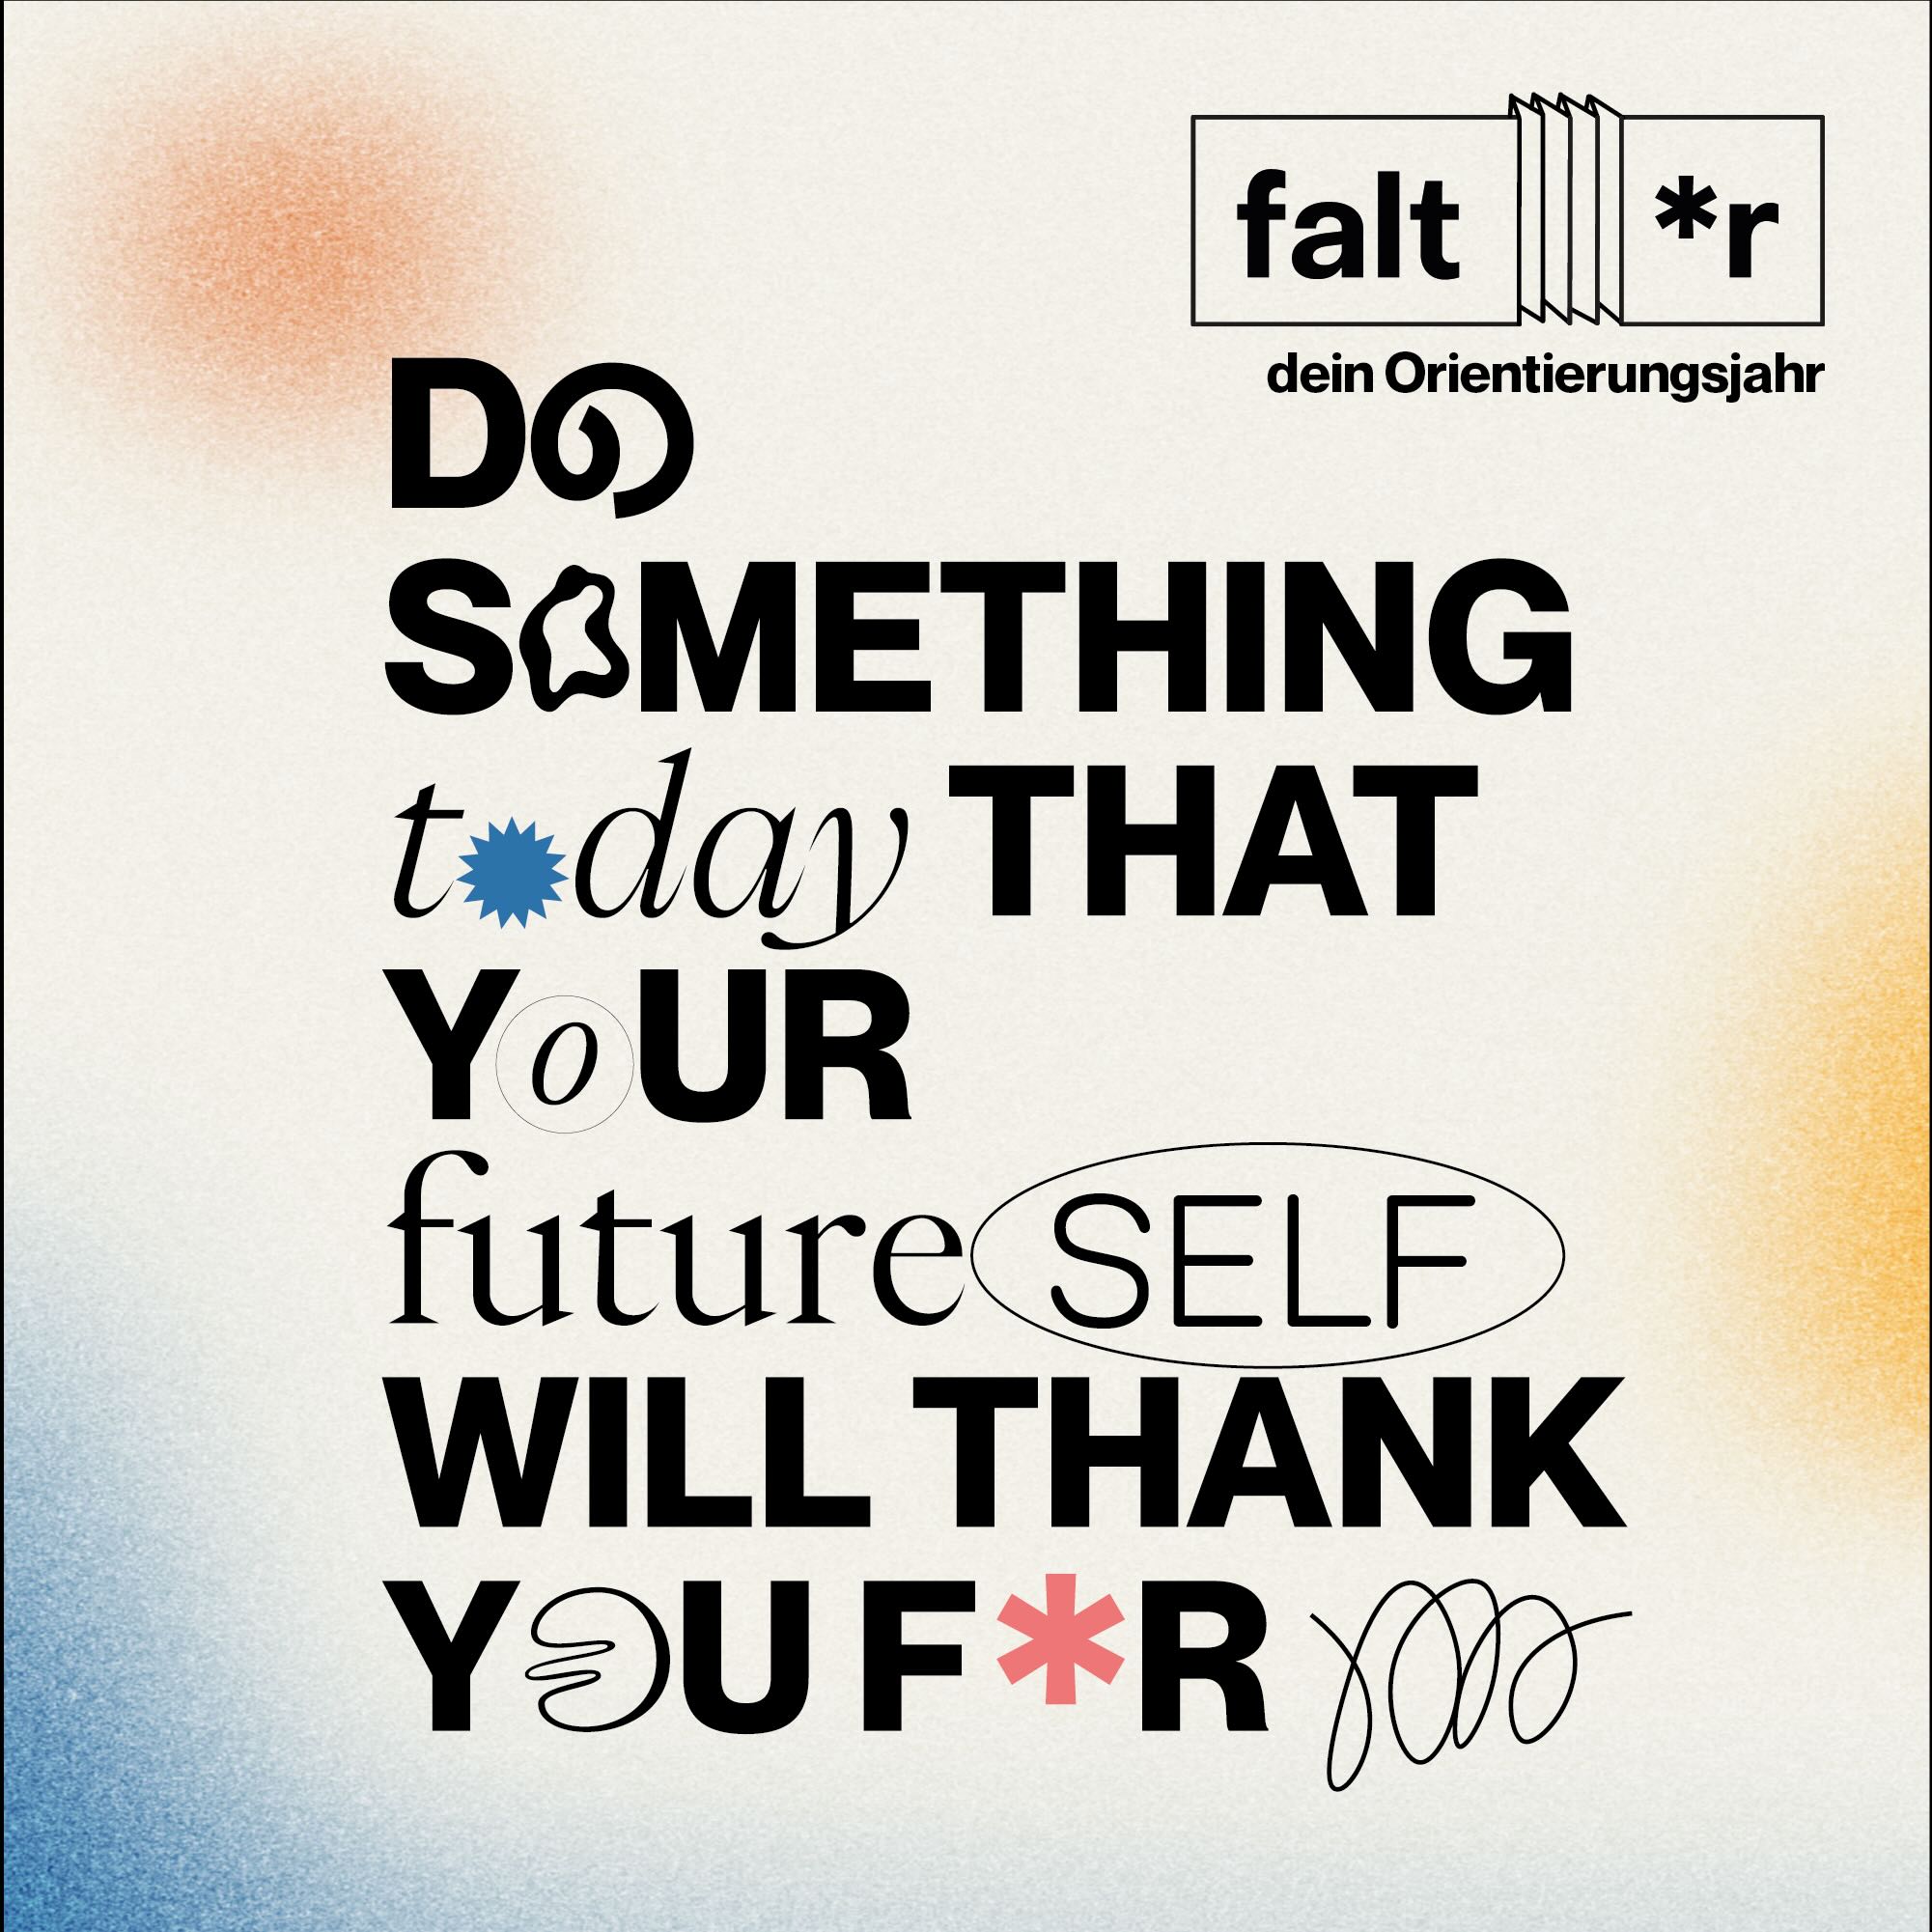 falt*r
dein Orientierungsjahr
DO
SOMETHING
today THAT
YoUR
future SELF
WILL THANK
YOU F*R